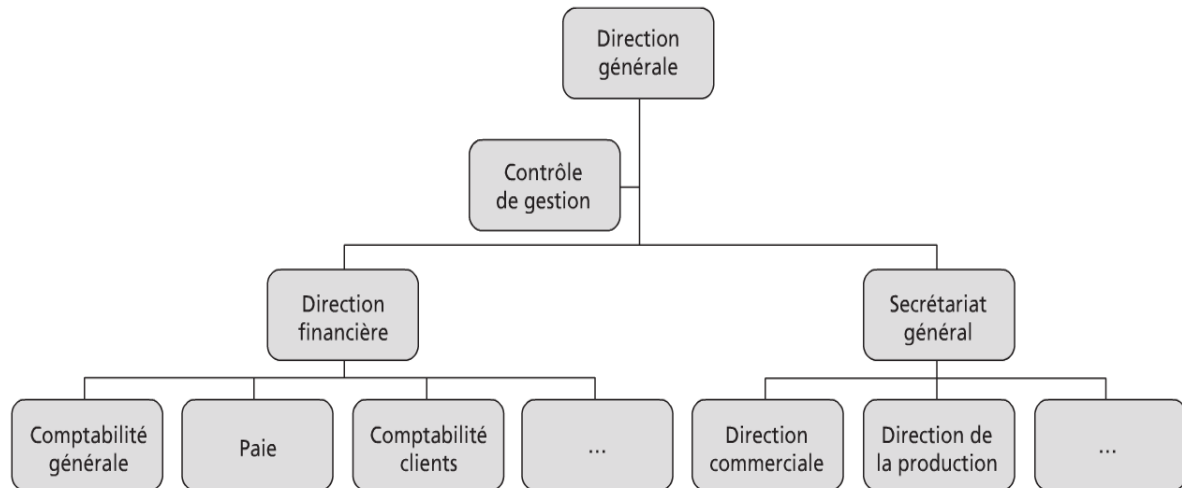 Direction
générale
Contrôle
de gestion
Direction
financière
Secrétariat
général
Comptabilité
générale
Paie
Comptabilité
clients
...
Direction
commerciale
Direction de
la production
...